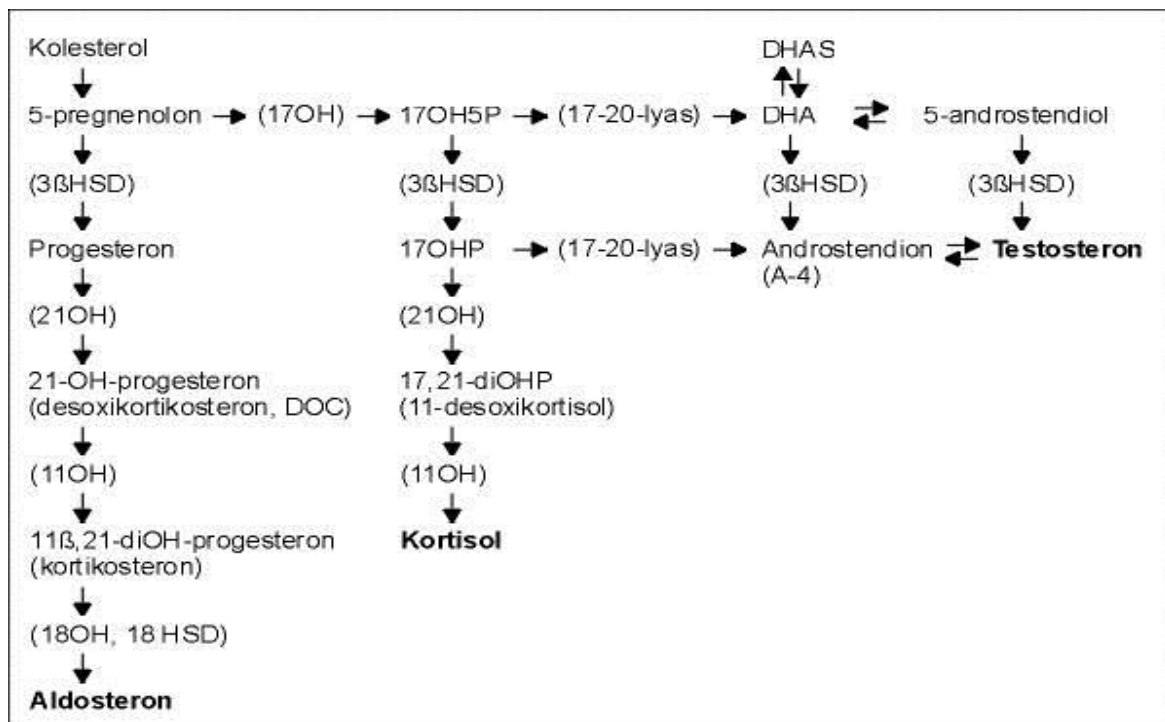 Kolesterol DHAS
5-pregnenolon (17OH) 17OH5P (17-20-lyas) DHA 5-androstendiol
(3ßHSD) (3ßHSD) (3ßHSD) (3ßHSD)
Progesteron 17OHP (17-20-lyas) Androstendion Testosteron
(A-4)
(21OH) (21OH)
21-OH-progesteron 17,21-diOHP
(desoxikortikosteron, DOC) (11-desoxikortisol)
(11OH) (11OH)
11ß,21-diOH-progesteron Kortisol
(kortikosteron)
(18OH, 18 HSD)
Aldosteron